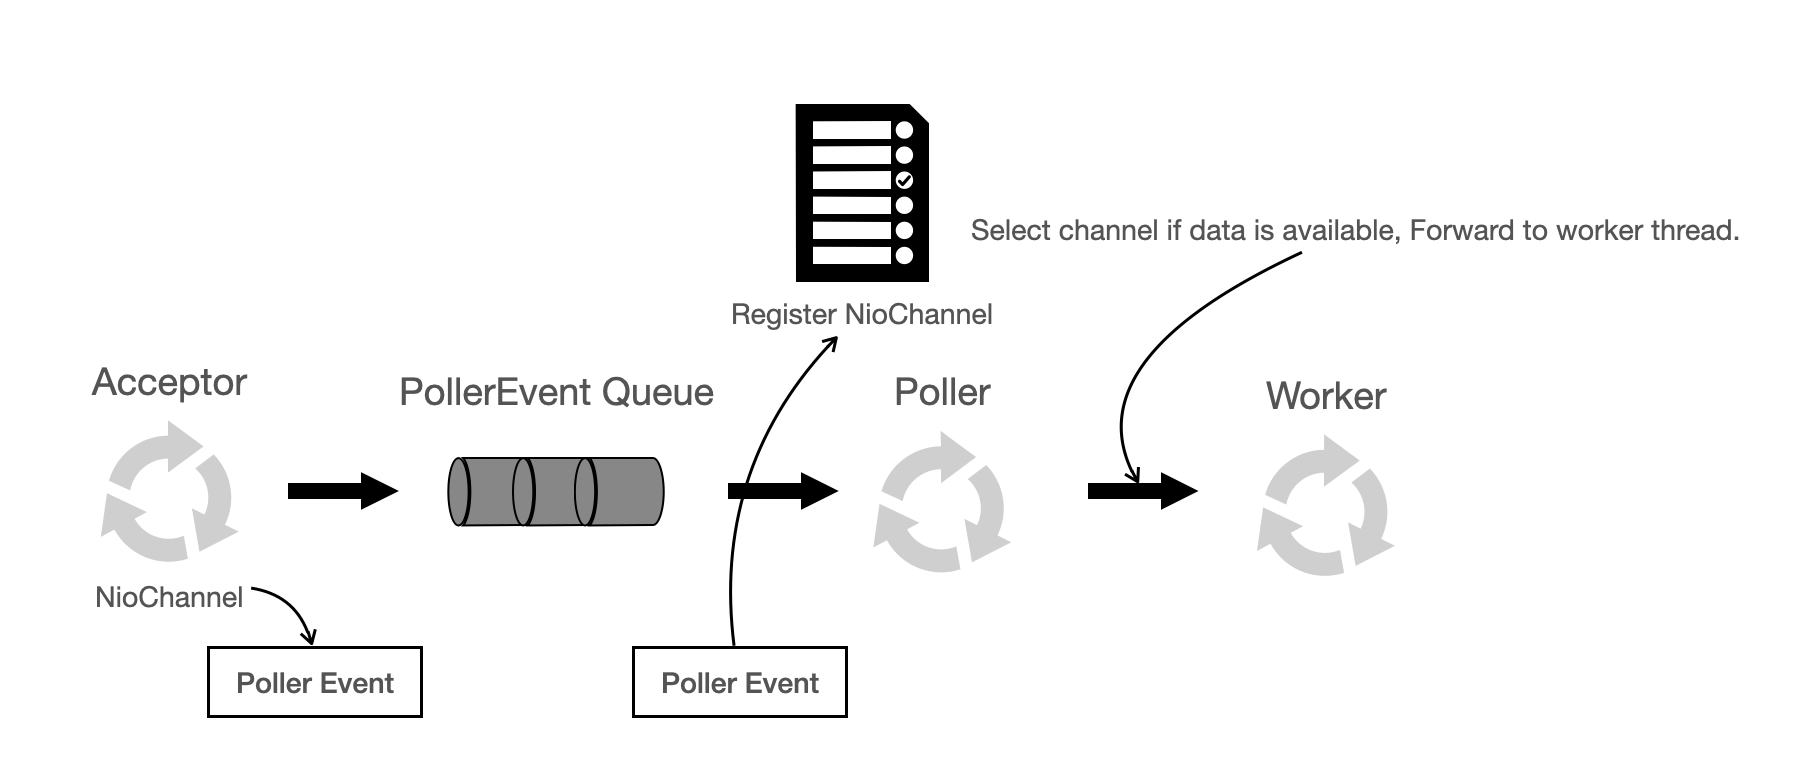 Select channel if data is available, Forward to worker thread.
Register NioChannel
Acceptor
PollerEvent Queue
Poller
Worker
NioChannel
Poller Event
Poller Event